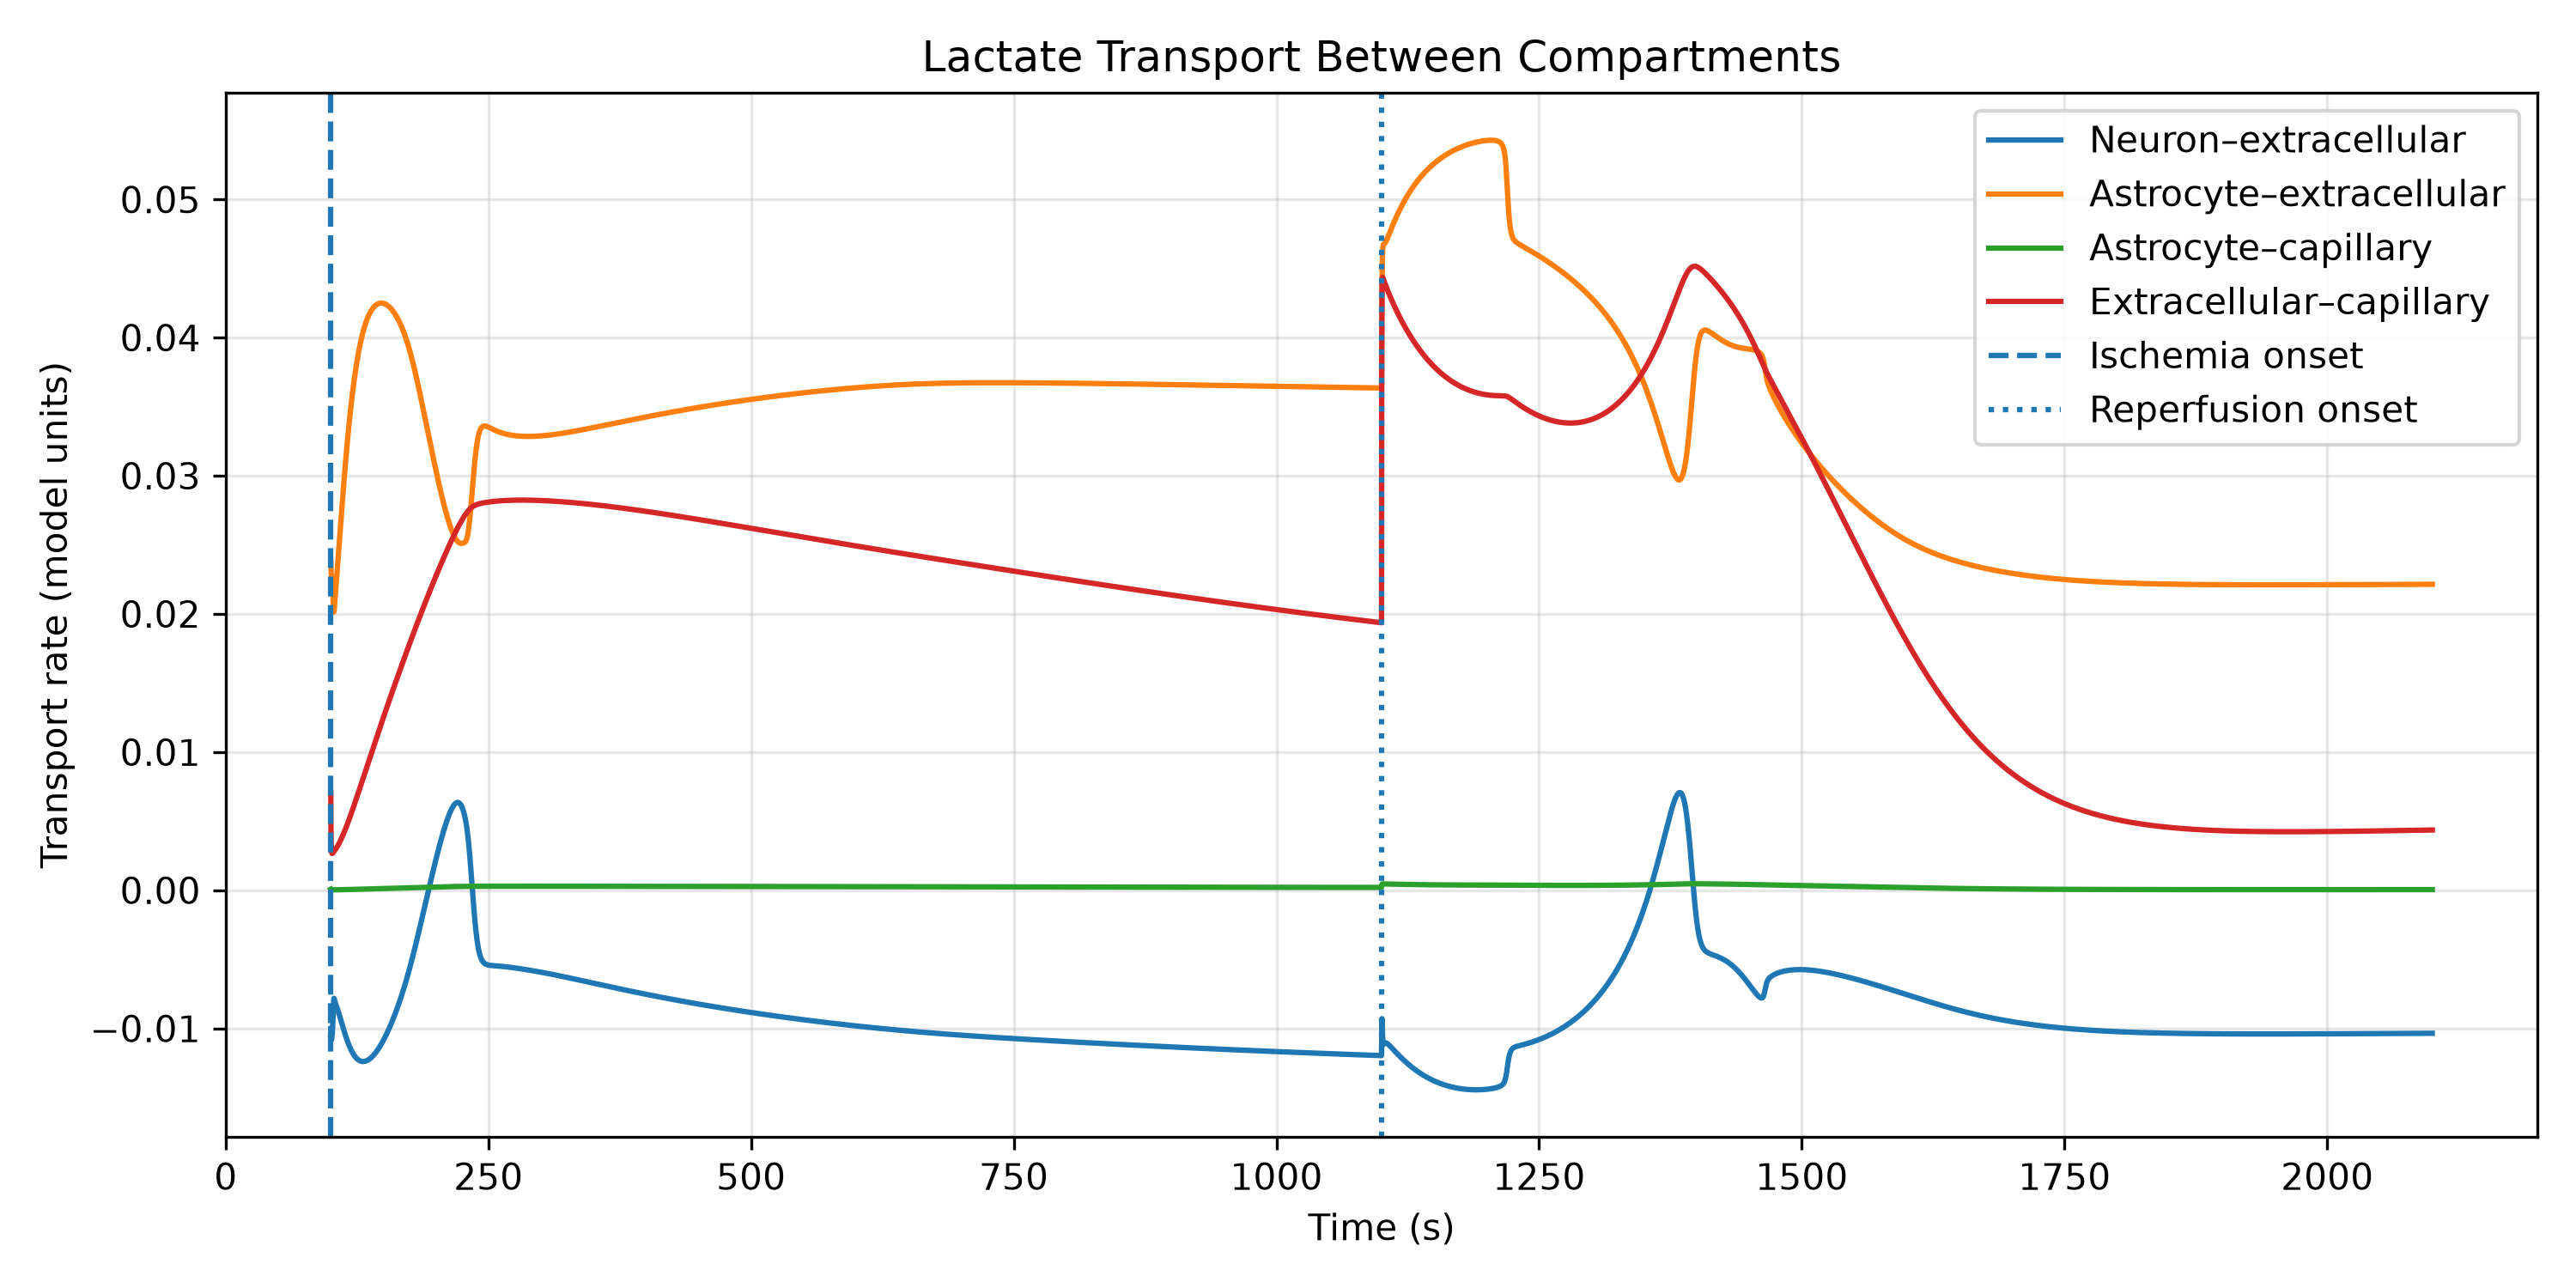 Lactate Transport Between Compartments
Transport rate (model units)
0.05
0.04
0.03
0.02
0.01
0.00
−0.01
0
250
500
750
1000
1250
1500
1750
2000
Time (s)
Neuron–extracellular
Astrocyte–extracellular
Astrocyte–capillary
Extracellular–capillary
Ischemia onset
Reperfusion onset